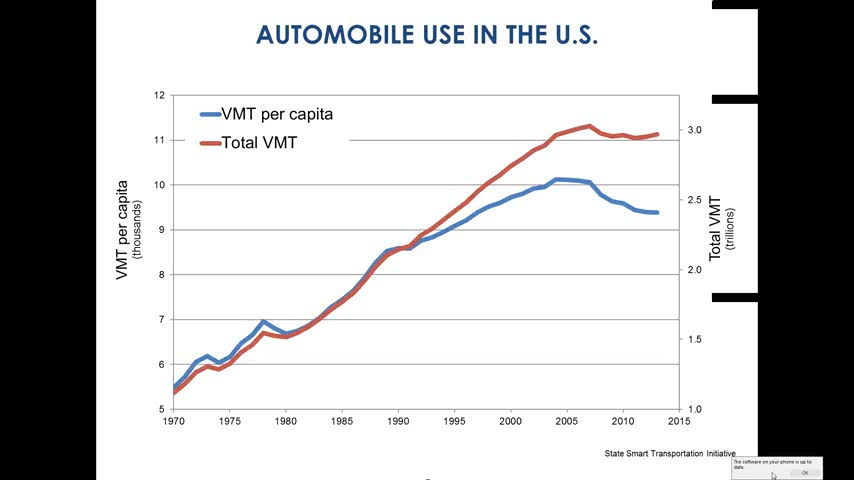 AUTOMOBILE USE IN THE U.S.
VMT per capita
Total VMT
12
11
10
9
8
7
6
5
VMT per capita
(thousands)
3.0
2.5
2.0
1.5
1.0
Total VMT
(trillions)
1970 1975 1980 1985 1990 1995 2000 2005 2010 2015
State Smart Transportation Initiative
The software on your phone is up to
date.
OK